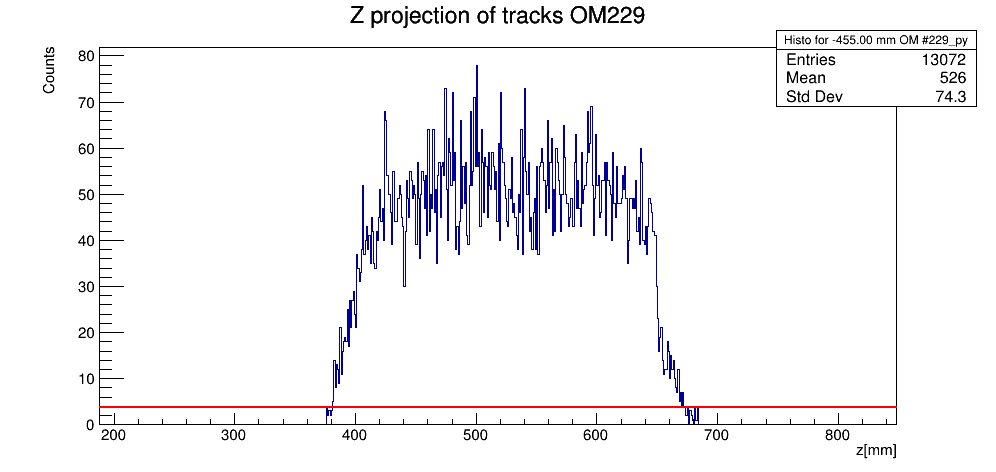 Z projection of tracks OM229
Histo for -455.00 mm OM #229_py
Entries 13072
Mean 526
Std Dev 74.3
Counts
80
70
60
50
40
30
20
10
0
200 300 400 500 600 700 800
z[mm]